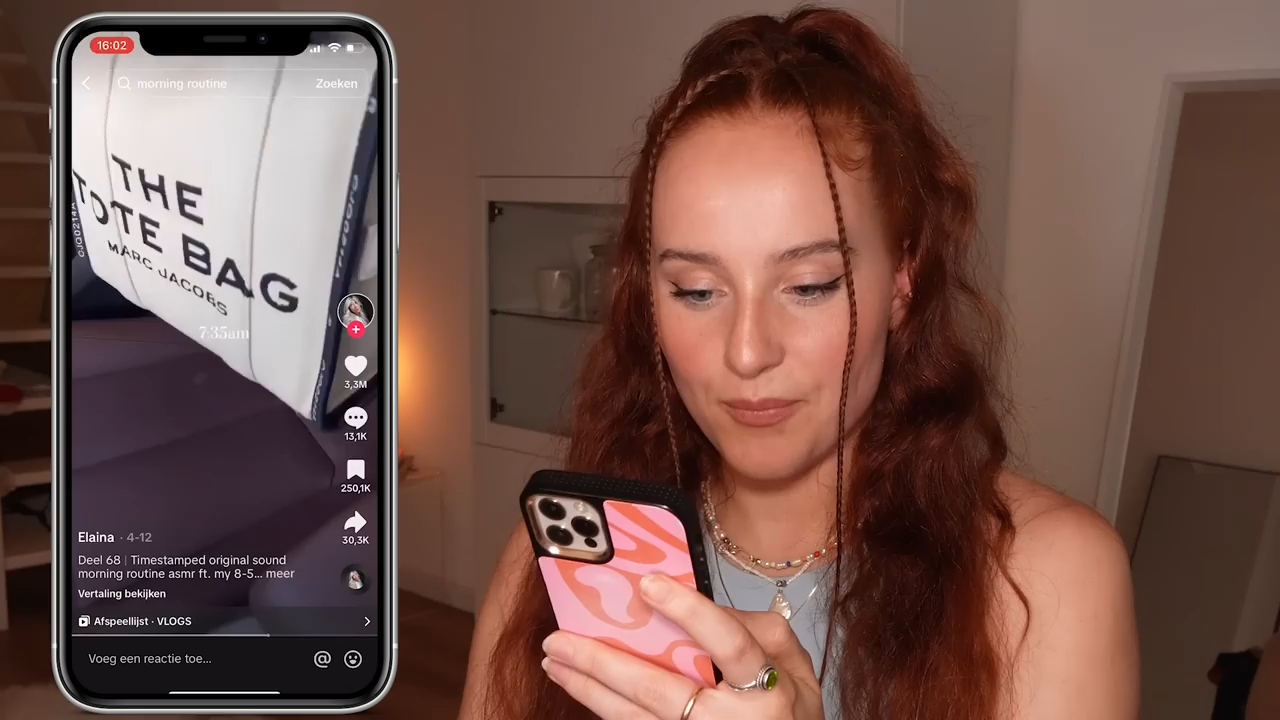 16:02
morning routine
Zoeken
THE
TOTE BAG
MARC JACOBS
7:35am
3,3M
13,1K
250,1K
30,3K
Elaina · 4-12
Deel 68 | Timestamped original sound
morning routine asmr ft. my 8-5... meer
Vertaling bekijken
Afspeellijst · VLOGS
Voeg een reactie toe...